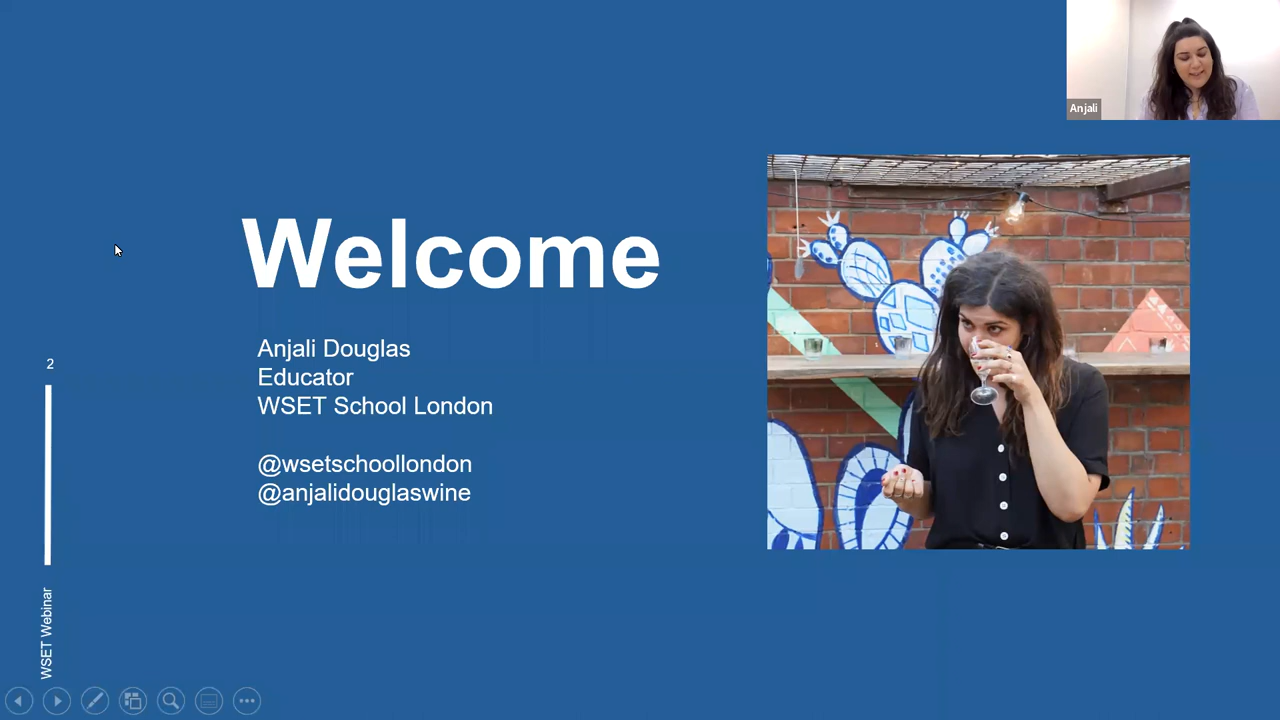 Anjali
Welcome
Anjali Douglas
Educator
WSET School London
@wsetschoollondon
@anjalidouglaswine
2
WSET Webinar